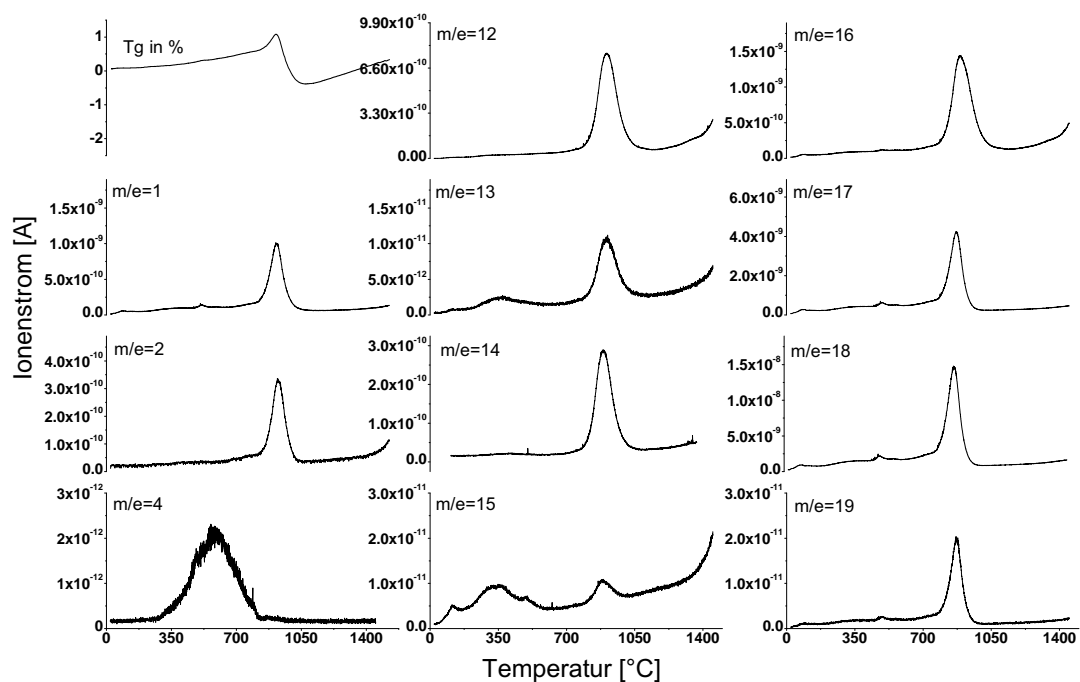 Ionenstrom [A]
Tg in %
1
0
-1
-2
m/e=12
9.90x10⁻¹⁰
6.60x10⁻¹⁰
3.30x10⁻¹⁰
0.00
m/e=16
1.5x10⁻⁹
1.0x10⁻⁹
5.0x10⁻¹⁰
0.0
m/e=1
1.5x10⁻⁹
1.0x10⁻⁹
5.0x10⁻¹⁰
0.0
m/e=13
1.5x10⁻¹¹
1.0x10⁻¹¹
5.0x10⁻¹²
0.0
m/e=17
6.0x10⁻⁹
4.0x10⁻⁹
2.0x10⁻⁹
0.0
m/e=2
4.0x10⁻¹⁰
3.0x10⁻¹⁰
2.0x10⁻¹⁰
1.0x10⁻¹⁰
0.0
m/e=14
3.0x10⁻¹⁰
2.0x10⁻¹⁰
1.0x10⁻¹⁰
0.0
m/e=18
1.5x10⁻⁸
1.0x10⁻⁸
5.0x10⁻⁹
0.0
m/e=4
3x10⁻¹²
2x10⁻¹²
1x10⁻¹²
0
0 350 700 1050 1400
m/e=15
3.0x10⁻¹¹
2.0x10⁻¹¹
1.0x10⁻¹¹
0.0
0 350 700 1050 1400
m/e=19
3.0x10⁻¹¹
2.0x10⁻¹¹
1.0x10⁻¹¹
0.0
0 350 700 1050 1400
Temperatur [°C]